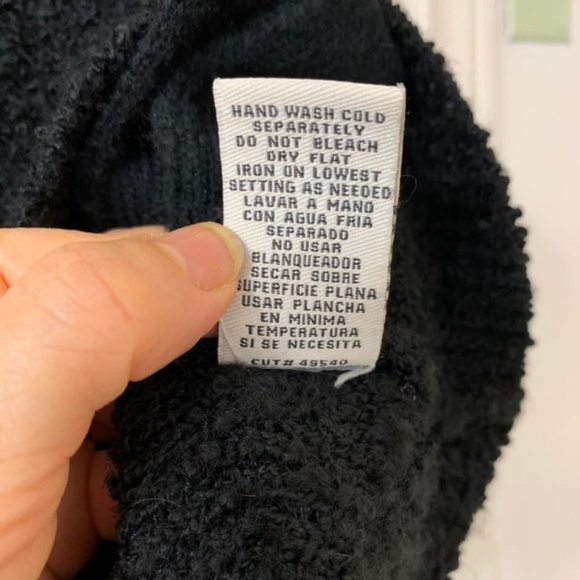 HAND WASH COLD
SEPARATELY
DO NOT BLEACH
DRY FLAT
IRON ON LOWEST
SETTING AS NEEDED
LAVAR A MANO
CON AGUA FRIA
SEPARADO
NO USAR
BLANQUEADOR
SECAR SOBRE
SUPERFICIE PLANA
USAR PLANCHA
EN MINIMA
TEMPERATURA
SI SE NECESITA
CUT# 49540